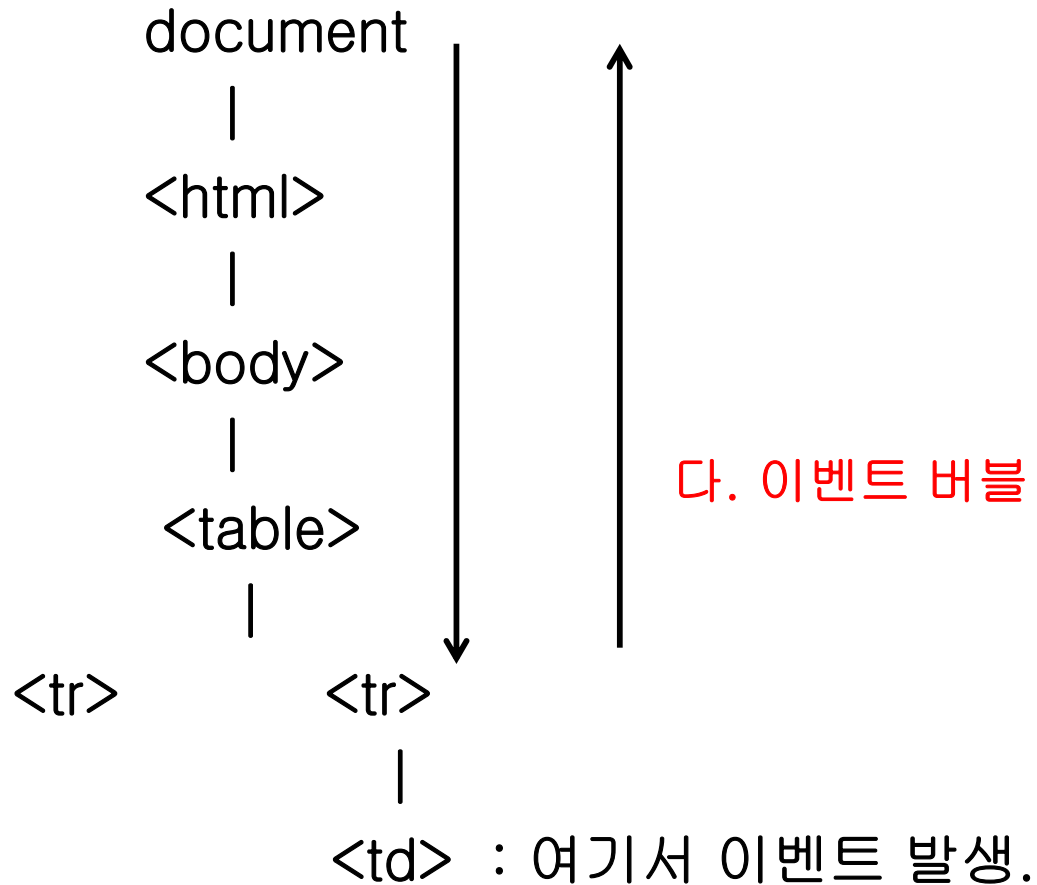 document
<html>
<body>
다. 이벤트 버블
<table>
<tr> <tr>
<td> : 여기서 이벤트 발생.